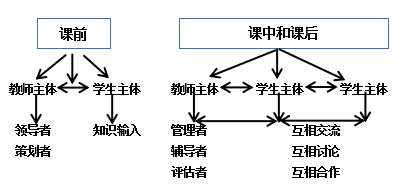 课前
课中和课后
教师主体
学生主体
教师主体
学生主体
学生主体
领导者
策划者
知识输入
管理者
辅导者
评估者
互相交流
互相讨论
互相合作